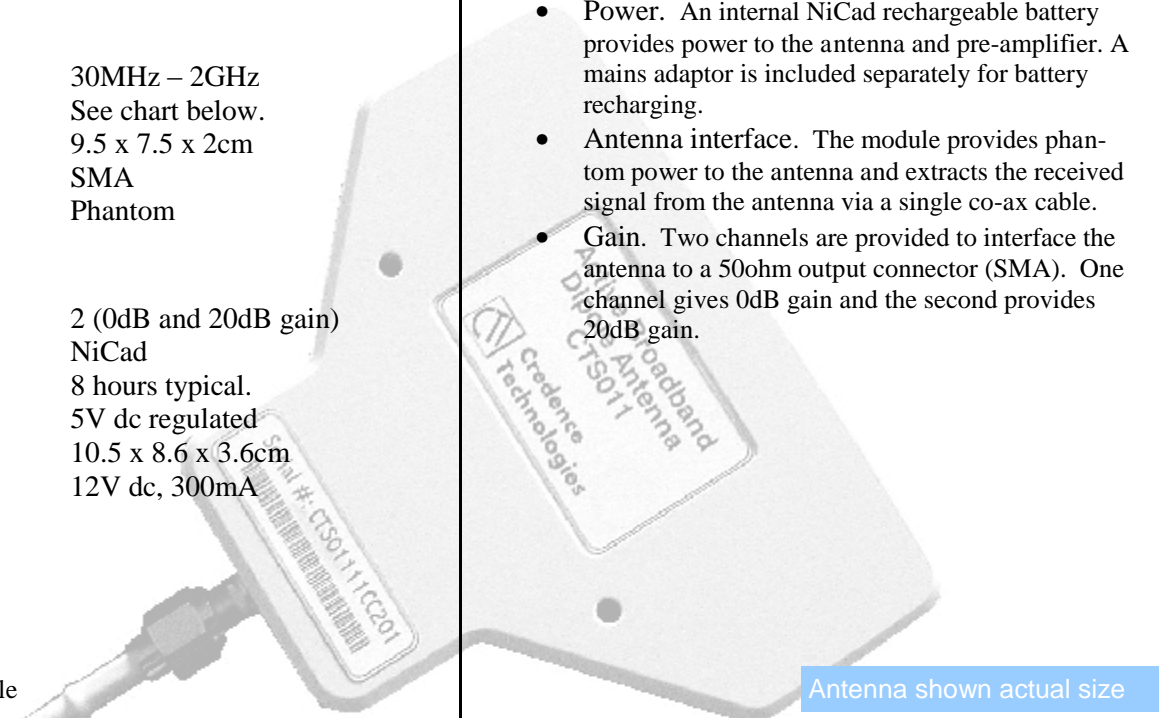 30MHz – 2GHz
See chart below.
9.5 x 7.5 x 2cm
SMA
Phantom
2 (0dB and 20dB gain)
NiCad
8 hours typical.
5V dc regulated
10.5 x 8.6 x 3.6cm
12V dc, 300mA
le
• Power. An internal NiCad rechargeable battery
provides power to the antenna and pre-amplifier. A
mains adaptor is included separately for battery
recharging.
• Antenna interface. The module provides phan-
tom power to the antenna and extracts the received
signal from the antenna via a single co-ax cable.
• Gain. Two channels are provided to interface the
antenna to a 50ohm output connector (SMA). One
channel gives 0dB gain and the second provides
20dB gain.
Active Broadband
Dipole Antenna
CTS011
Credence
Technologies
Serial #: CTS01111CC201
Antenna shown actual size